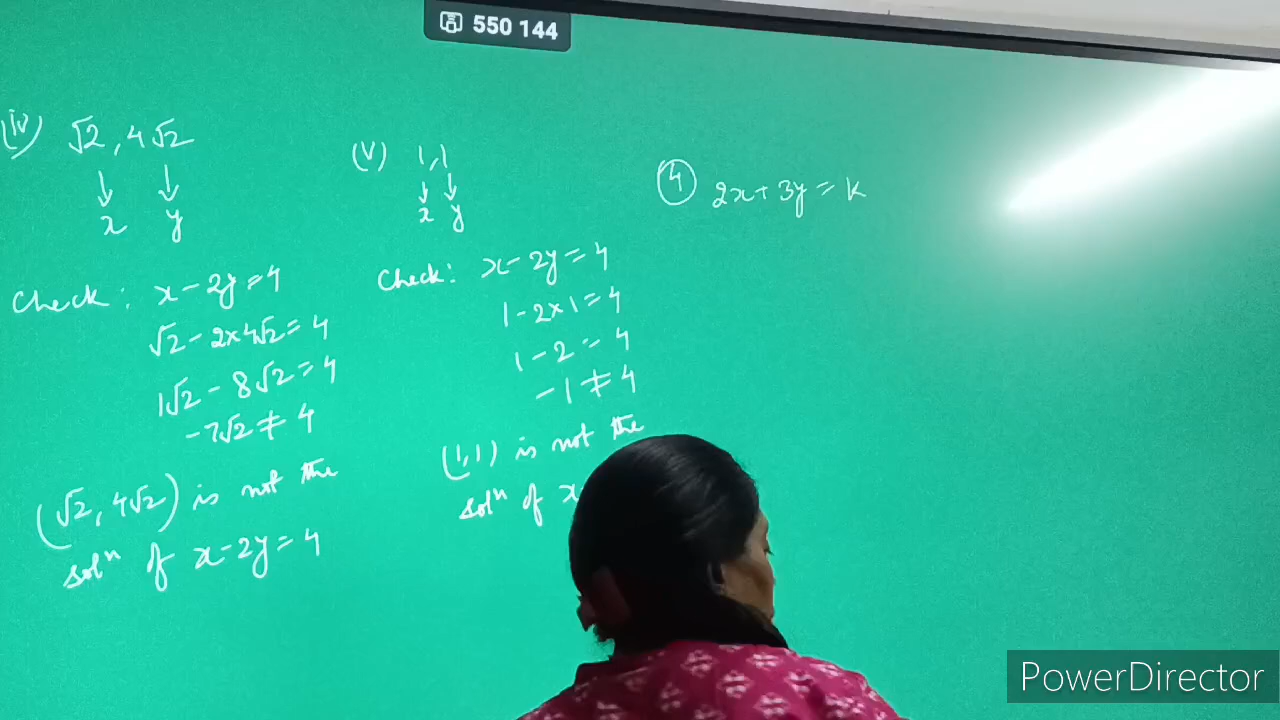 550 144
(iv) √2, 4√2
↓ ↓
x y
Check: x - 2y = 4
√2 - 2×4√2 = 4
1√2 - 8√2 = 4
-7√2 ≠ 4
(√2, 4√2) is not the
solⁿ of x - 2y = 4
(v) 1, 1
↓ ↓
x y
Check: x - 2y = 4
1 - 2×1 = 4
1 - 2 = 4
-1 ≠ 4
(1,1) is not the
solⁿ of x
④ 2x + 3y = k
PowerDirector